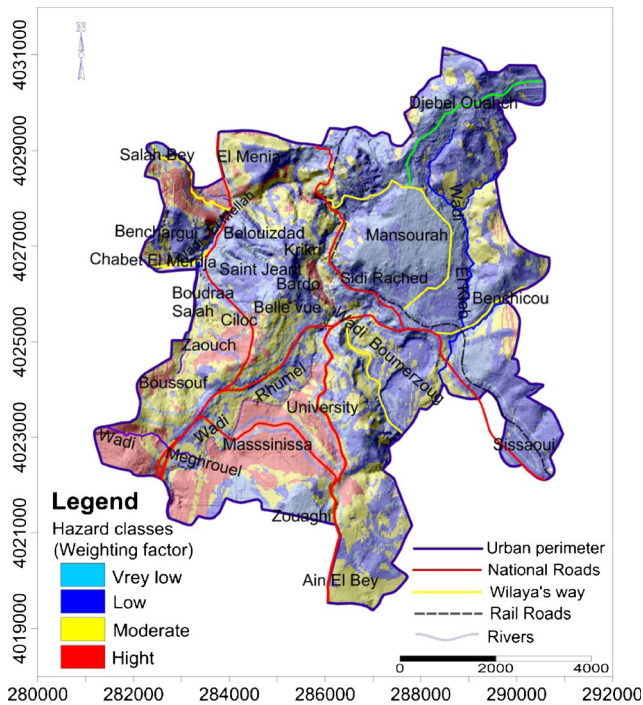 4031000
4029000
4027000
4025000
4023000
4021000
4019000
N
Djebel Ouahch
Salah Bey
El Menia
Wadi
El Keb
Benchargui
Mellah
Belouizdad
Mansourah
Krikri
Chabet El Merdja
Saint Jeant
Sidi Rached
Bardo
Boudraa
Salah
Benchicou
Belle vue
Ciloc
Wadi Boumerzoug
Zaouch
Boussouf
Wadi Rhumel
University
Wadi
Meghrouel
Masssinissa
Sissaoui
Zouaghi
Ain El Bey
Legend
Hazard classes
(Weighting factor)
Vrey low
Low
Moderate
Hight
Urban perimeter
National Roads
Wilaya's way
Rail Roads
Rivers
0 2000 4000
280000 282000 284000 286000 288000 290000 292000